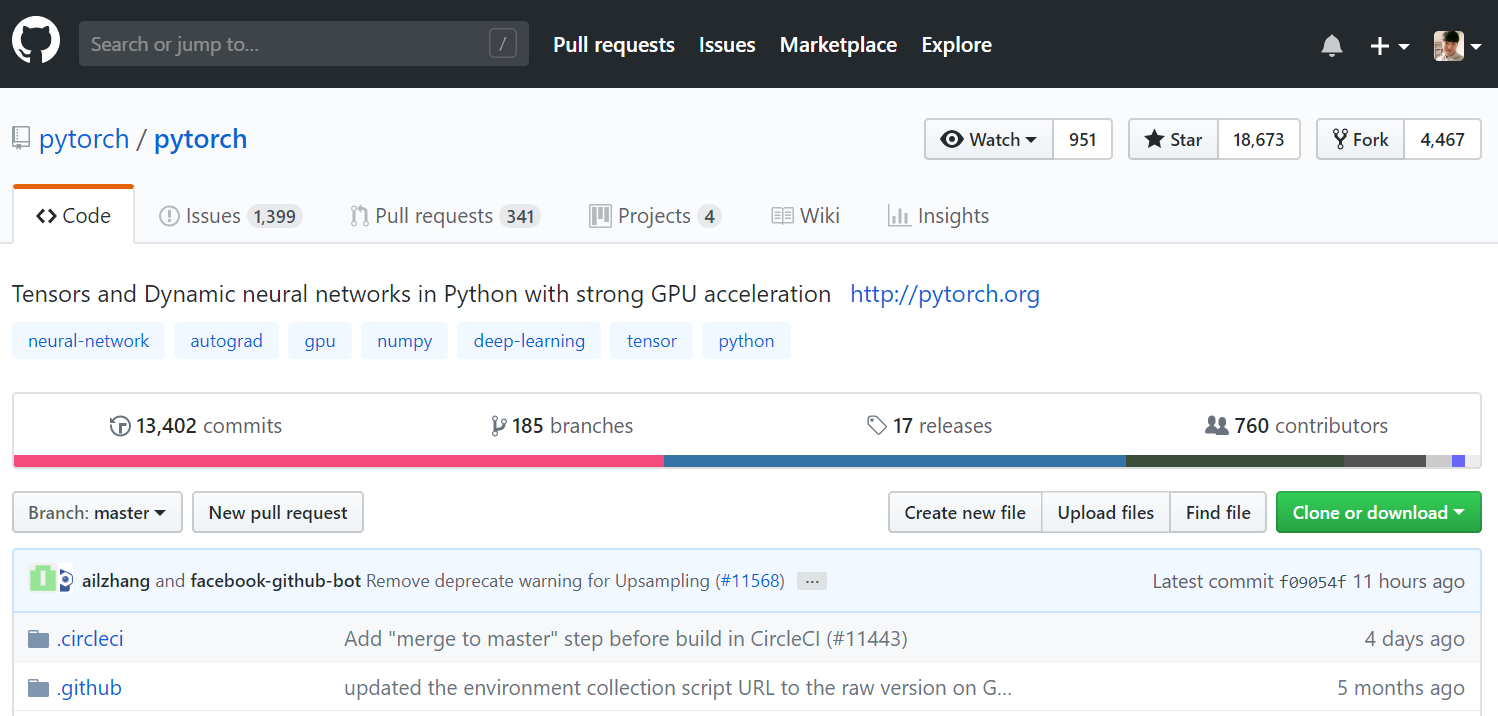 Search or jump to... /
Pull requests Issues Marketplace Explore
pytorch / pytorch
Watch 951 Star 18,673 Fork 4,467
Code Issues 1,399 Pull requests 341 Projects 4 Wiki Insights
Tensors and Dynamic neural networks in Python with strong GPU acceleration http://pytorch.org
neural-network autograd gpu numpy deep-learning tensor python
13,402 commits 185 branches 17 releases 760 contributors
Branch: master New pull request Create new file Upload files Find file Clone or download
ailzhang and facebook-github-bot Remove deprecate warning for Upsampling (#11568) ... Latest commit f09054f 11 hours ago
.circleci Add "merge to master" step before build in CircleCI (#11443) 4 days ago
.github updated the environment collection script URL to the raw version on G... 5 months ago